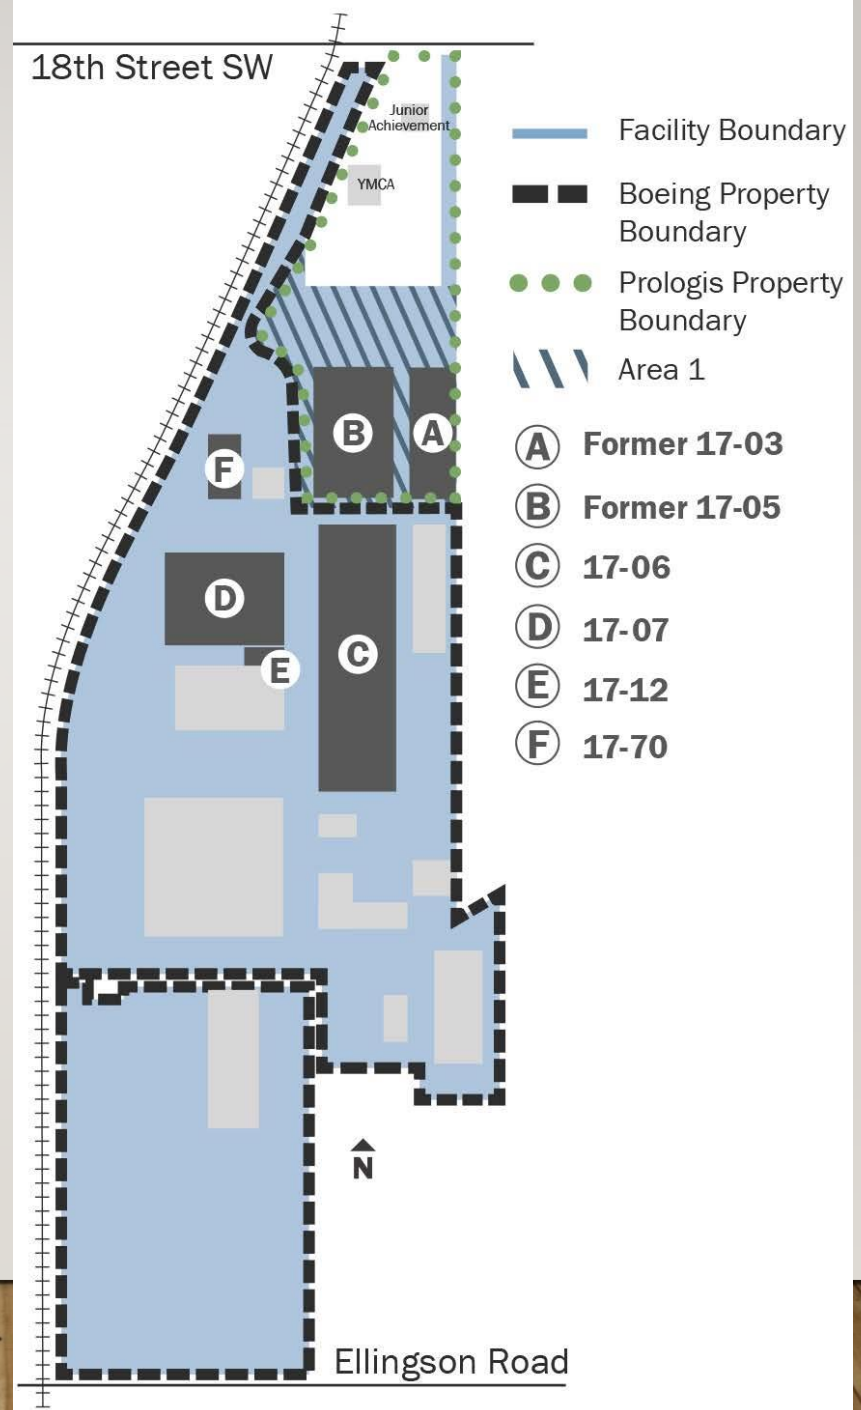 18th Street SW
Junior
Achievement
YMCA
Facility Boundary
Boeing Property
Boundary
Prologis Property
Boundary
Area 1
A Former 17-03
B Former 17-05
C 17-06
D 17-07
E 17-12
F 17-70
B
A
F
D
C
E
N
Ellingson Road